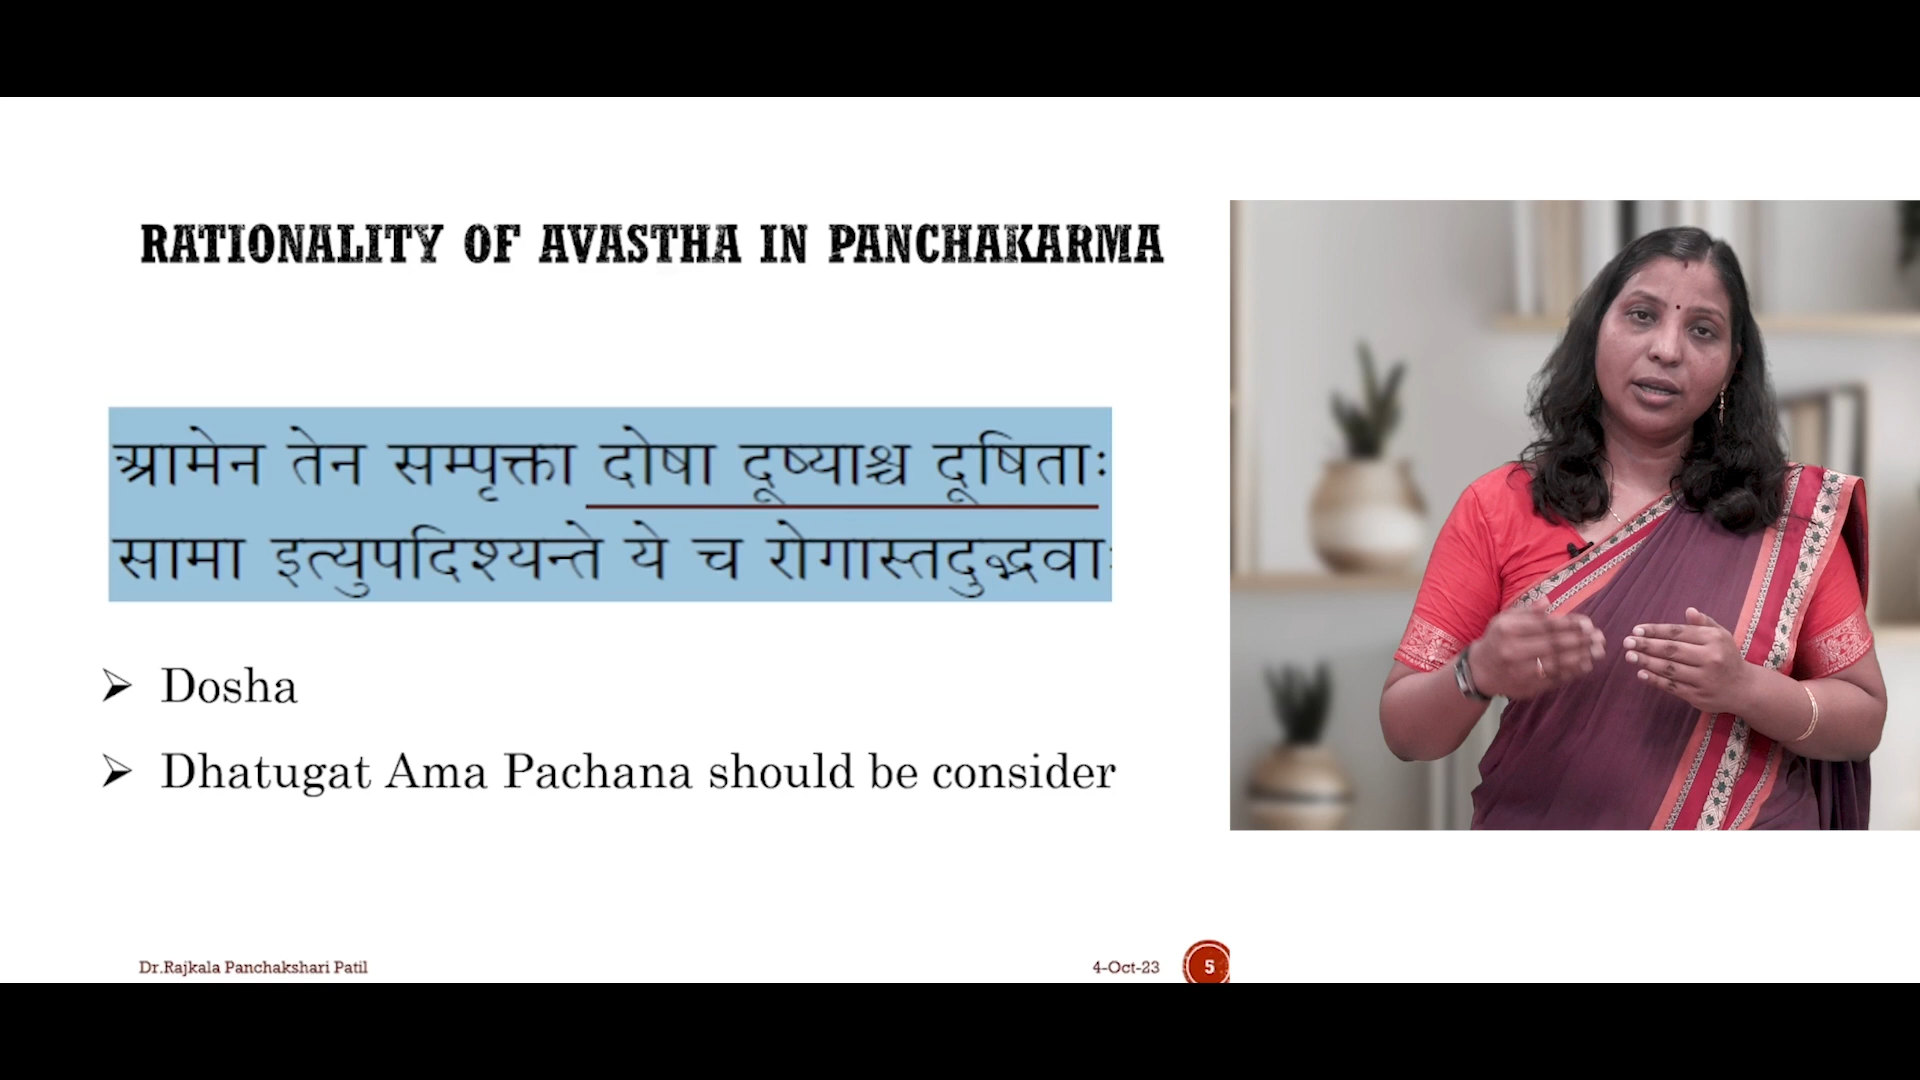 RATIONALITY OF AVASTHA IN PANCHAKARMA
आमेन तेन सम्पृक्ता दोषा दूष्याश्च दूषिताः
सामा इत्युपदिश्यन्ते ये च रोगास्तदुद्भवाः
Dosha
Dhatugat Ama Pachana should be consider
Dr.Rajkala Panchakshari Patil
4-Oct-23
5